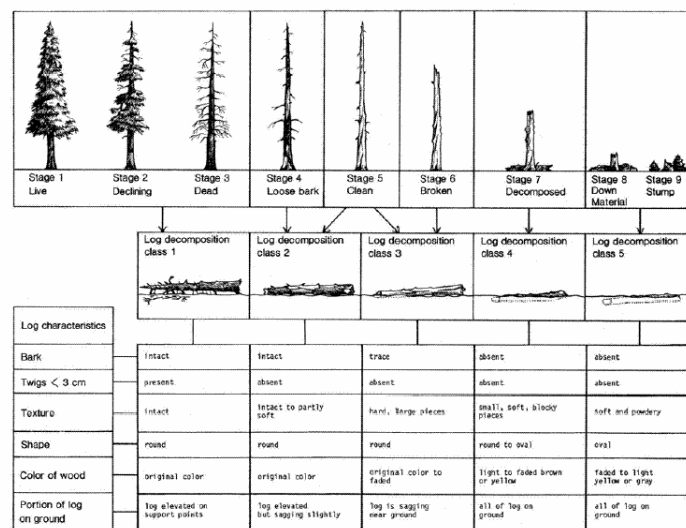 Stage 1
Live
Stage 2
Declining
Stage 3
Dead
Stage 4
Loose bark
Stage 5
Clean
Stage 6
Broken
Stage 7
Decomposed
Stage 8
Down
Material
Stage 9
Stump
Log decomposition
class 1
Log decomposition
class 2
Log decomposition
class 3
Log decomposition
class 4
Log decomposition
class 5
Log characteristics
Bark
intact
intact
trace
absent
absent
Twigs < 3 cm
present
absent
absent
absent
absent
Texture
intact
intact to partly
soft
hard, large pieces
small, soft, blocky
pieces
soft and powdery
Shape
round
round
round
round to oval
oval
Color of wood
original color
original color
original color to
faded
light to faded brown
or yellow
faded to light
yellow or gray
Portion of log
on ground
log elevated on
support points
log elevated
but sagging slightly
log is sagging
near ground
all of log on
ground
all of log on
ground